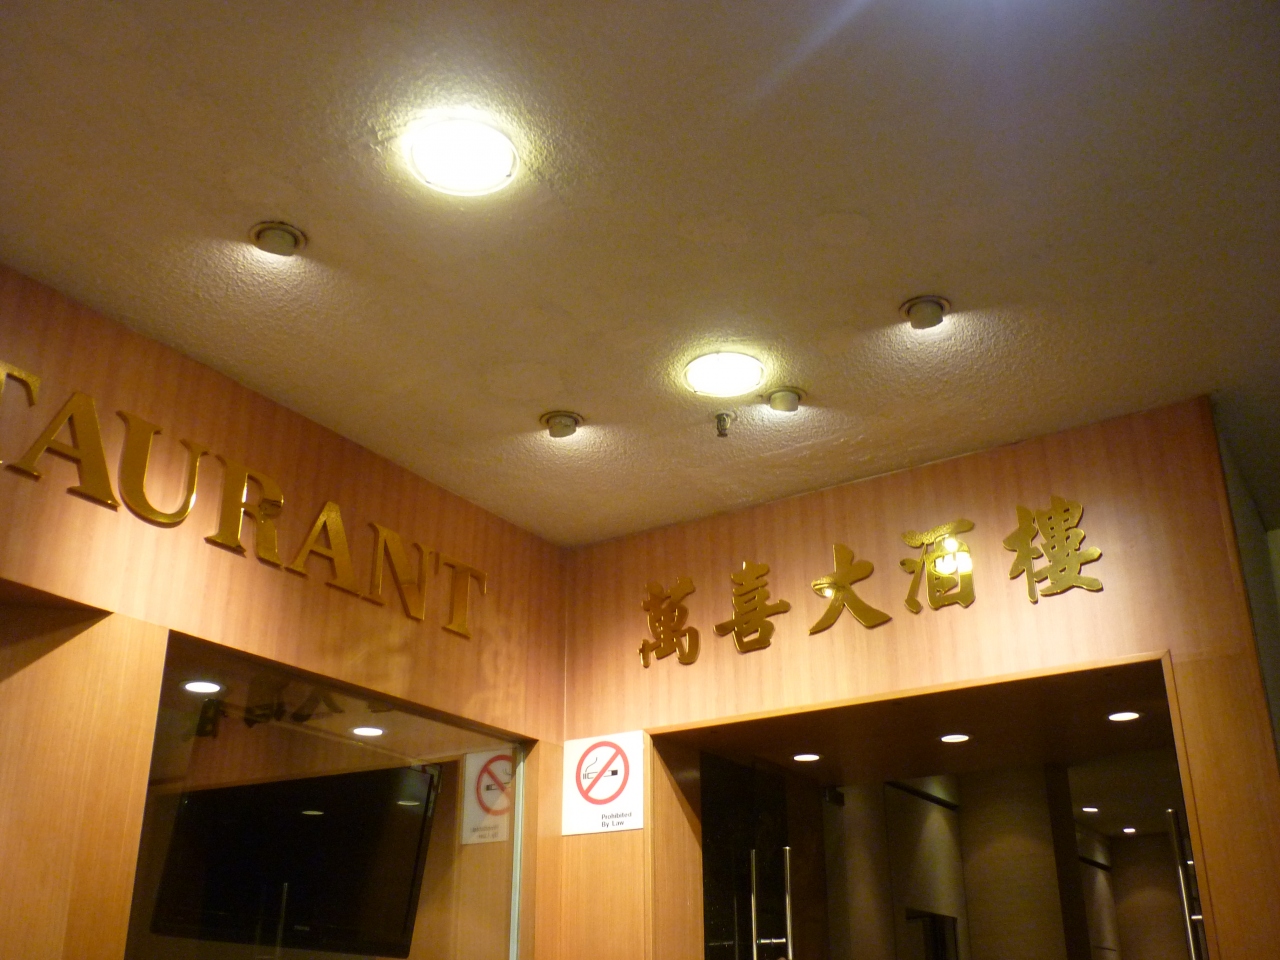 TAURANT
萬喜大酒樓
Prohibited
By Law